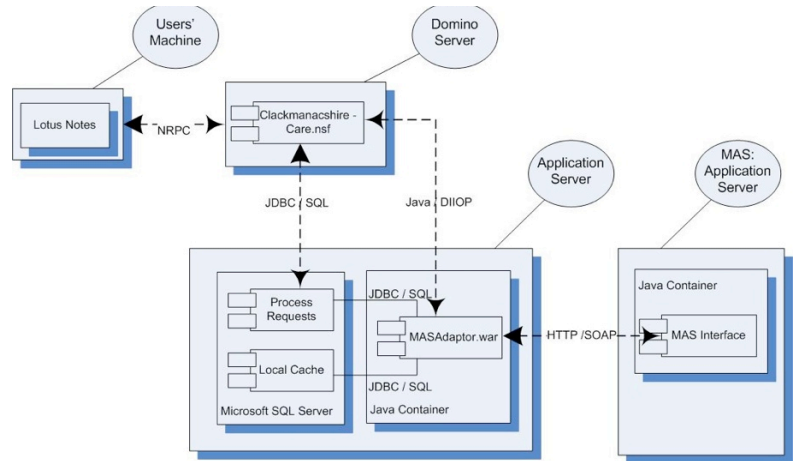 Users'
Machine
Domino
Server
Lotus Notes
NRPC
Clackmanacshire -
Care.nsf
Application
Server
MAS:
Application
Server
JDBC / SQL
Java / DIIOP
Process
Requests
JDBC / SQL
Java Container
MASAdaptor.war
HTTP /SOAP
MAS Interface
Local Cache
JDBC / SQL
Microsoft SQL Server
Java Container